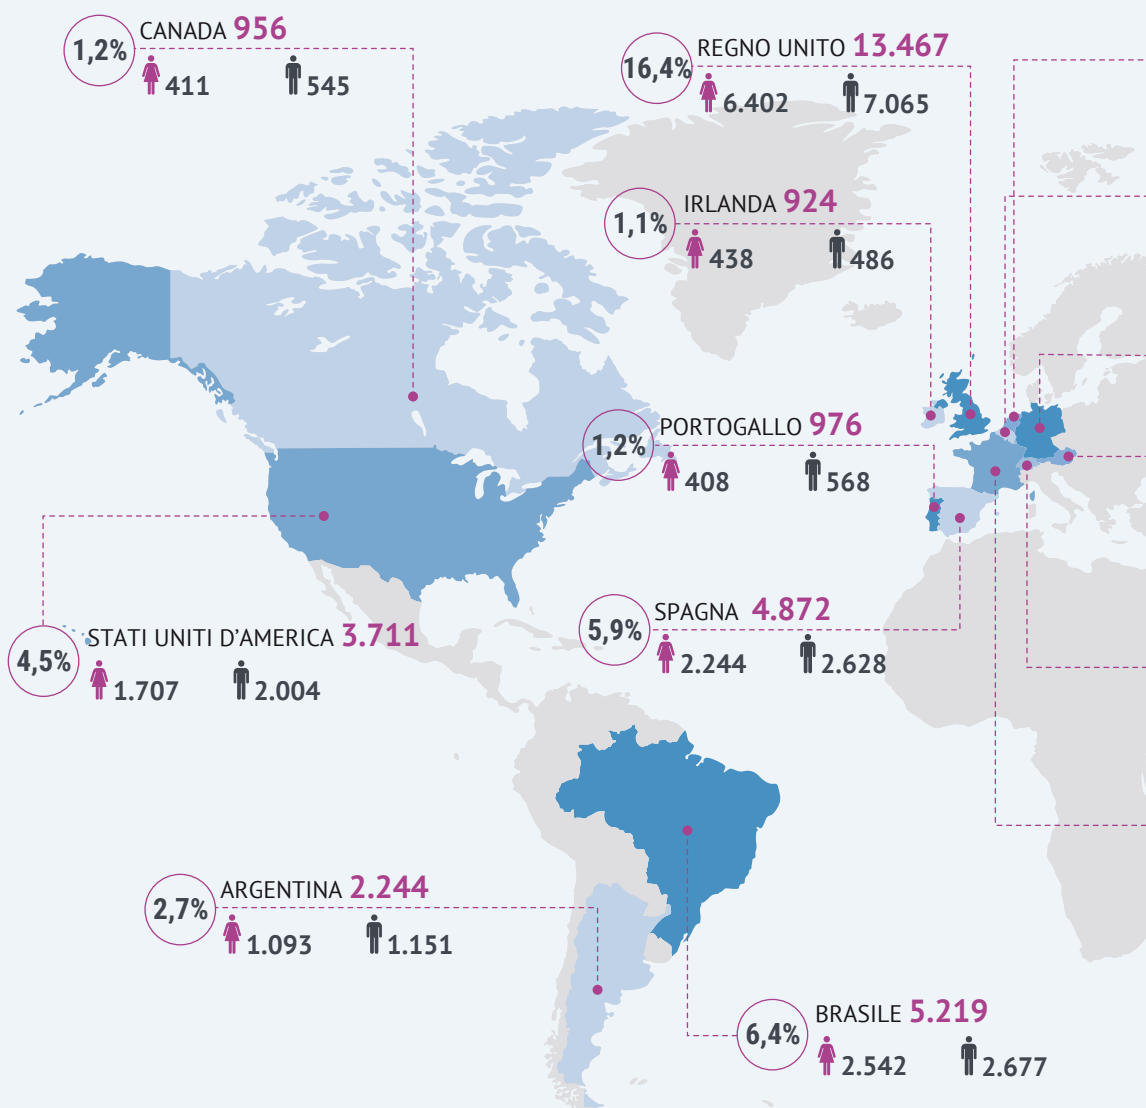 CANADA 956
1,2%
411 545
REGNO UNITO 13.467
16,4%
6.402 7.065
IRLANDA 924
1,1%
438 486
PORTOGALLO 976
1,2%
408 568
SPAGNA 4.872
5,9%
2.244 2.628
STATI UNITI D’AMERICA 3.711
4,5%
1.707 2.004
ARGENTINA 2.244
2,7%
1.093 1.151
BRASILE 5.219
6,4%
2.542 2.677